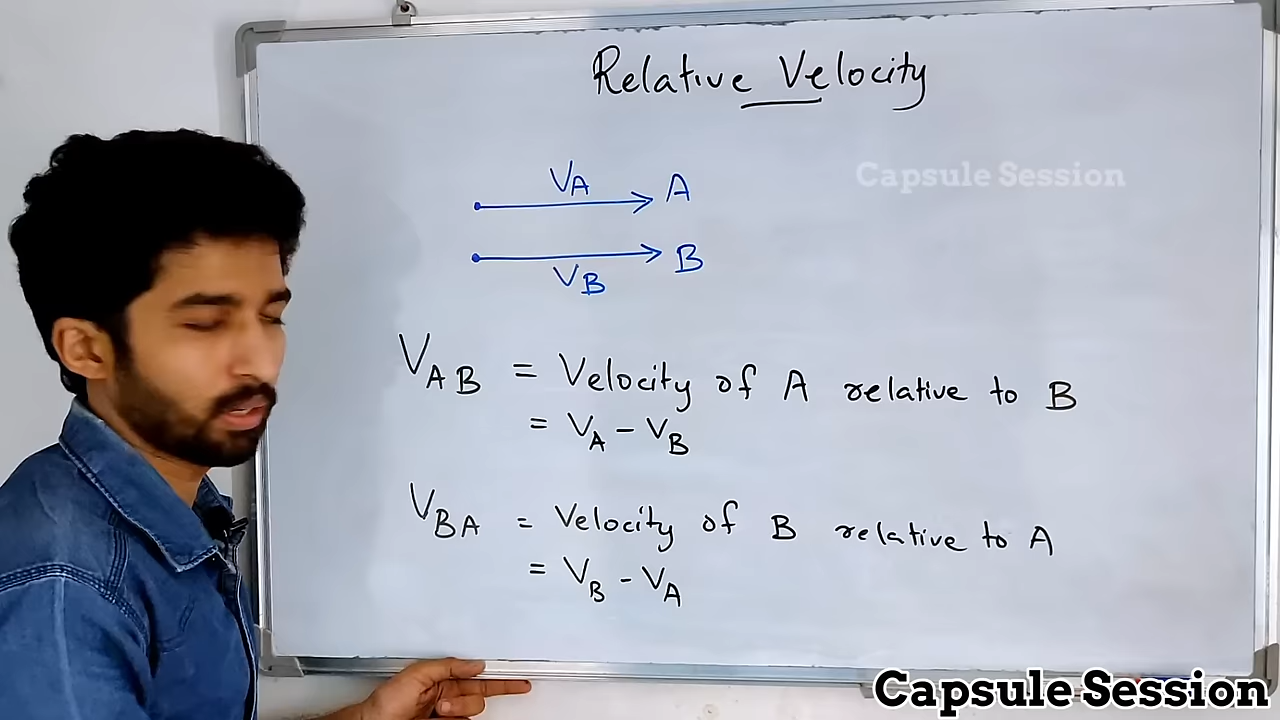 Relative Velocity
Capsule Session
VA A
B
VB
VAB = Velocity of A relative to B
= VA - VB
VBA = Velocity of B relative to A
= VB - VA
Capsule Session